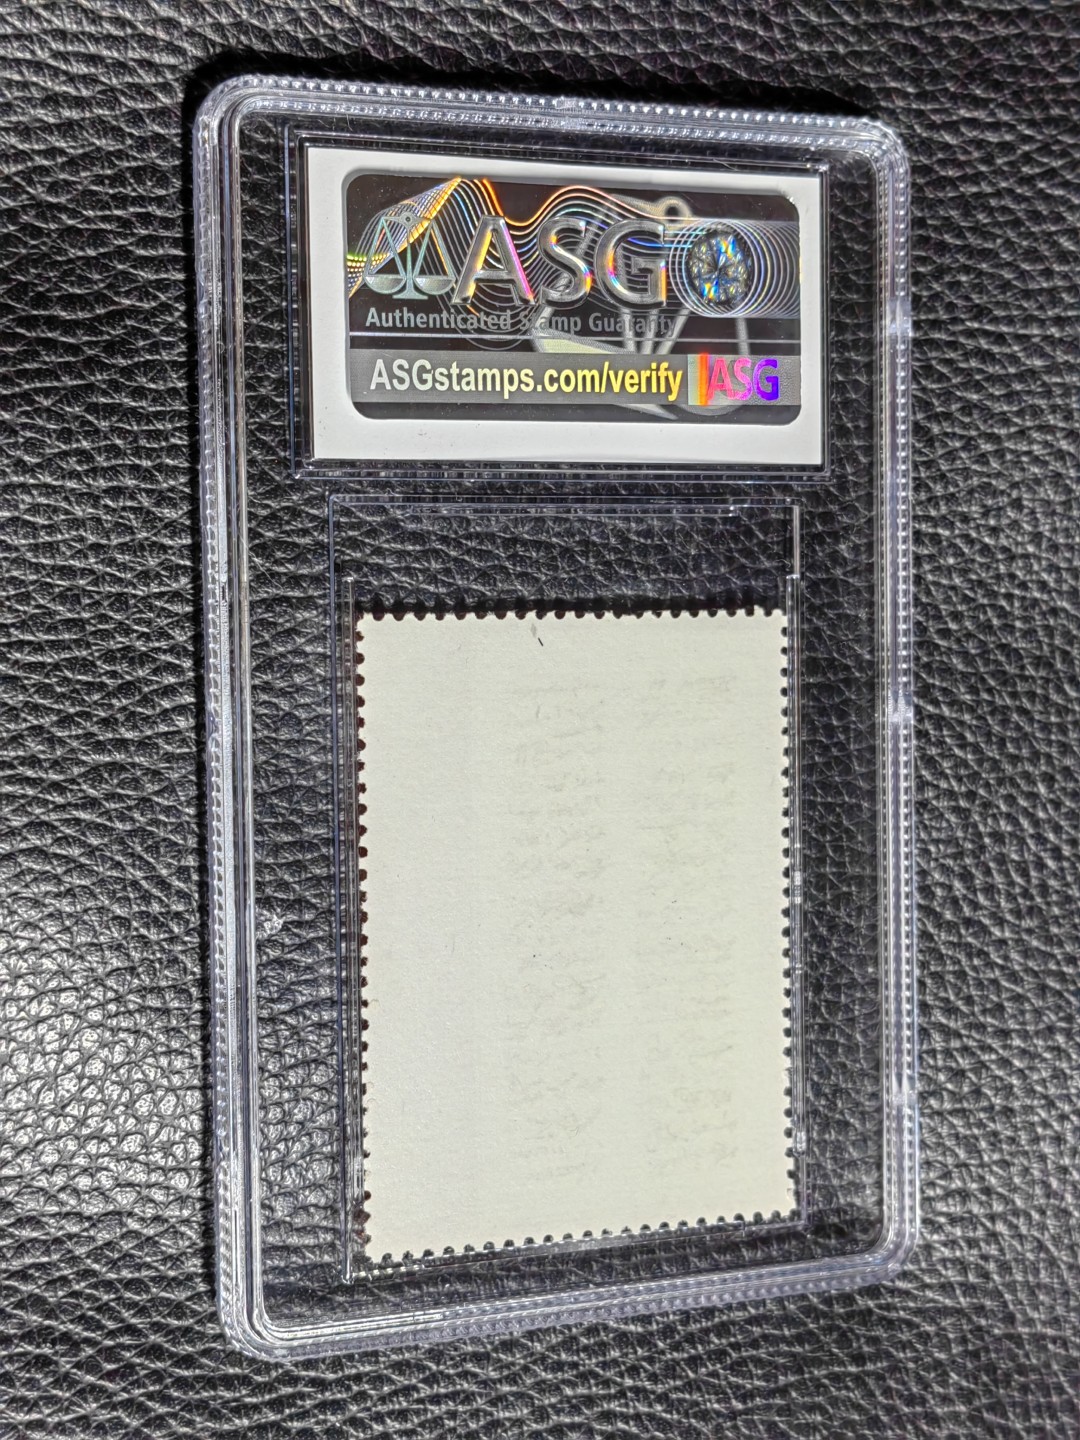 ASG
Authenticated Stamp Guaranty
ASGstamps.com/verify ASG